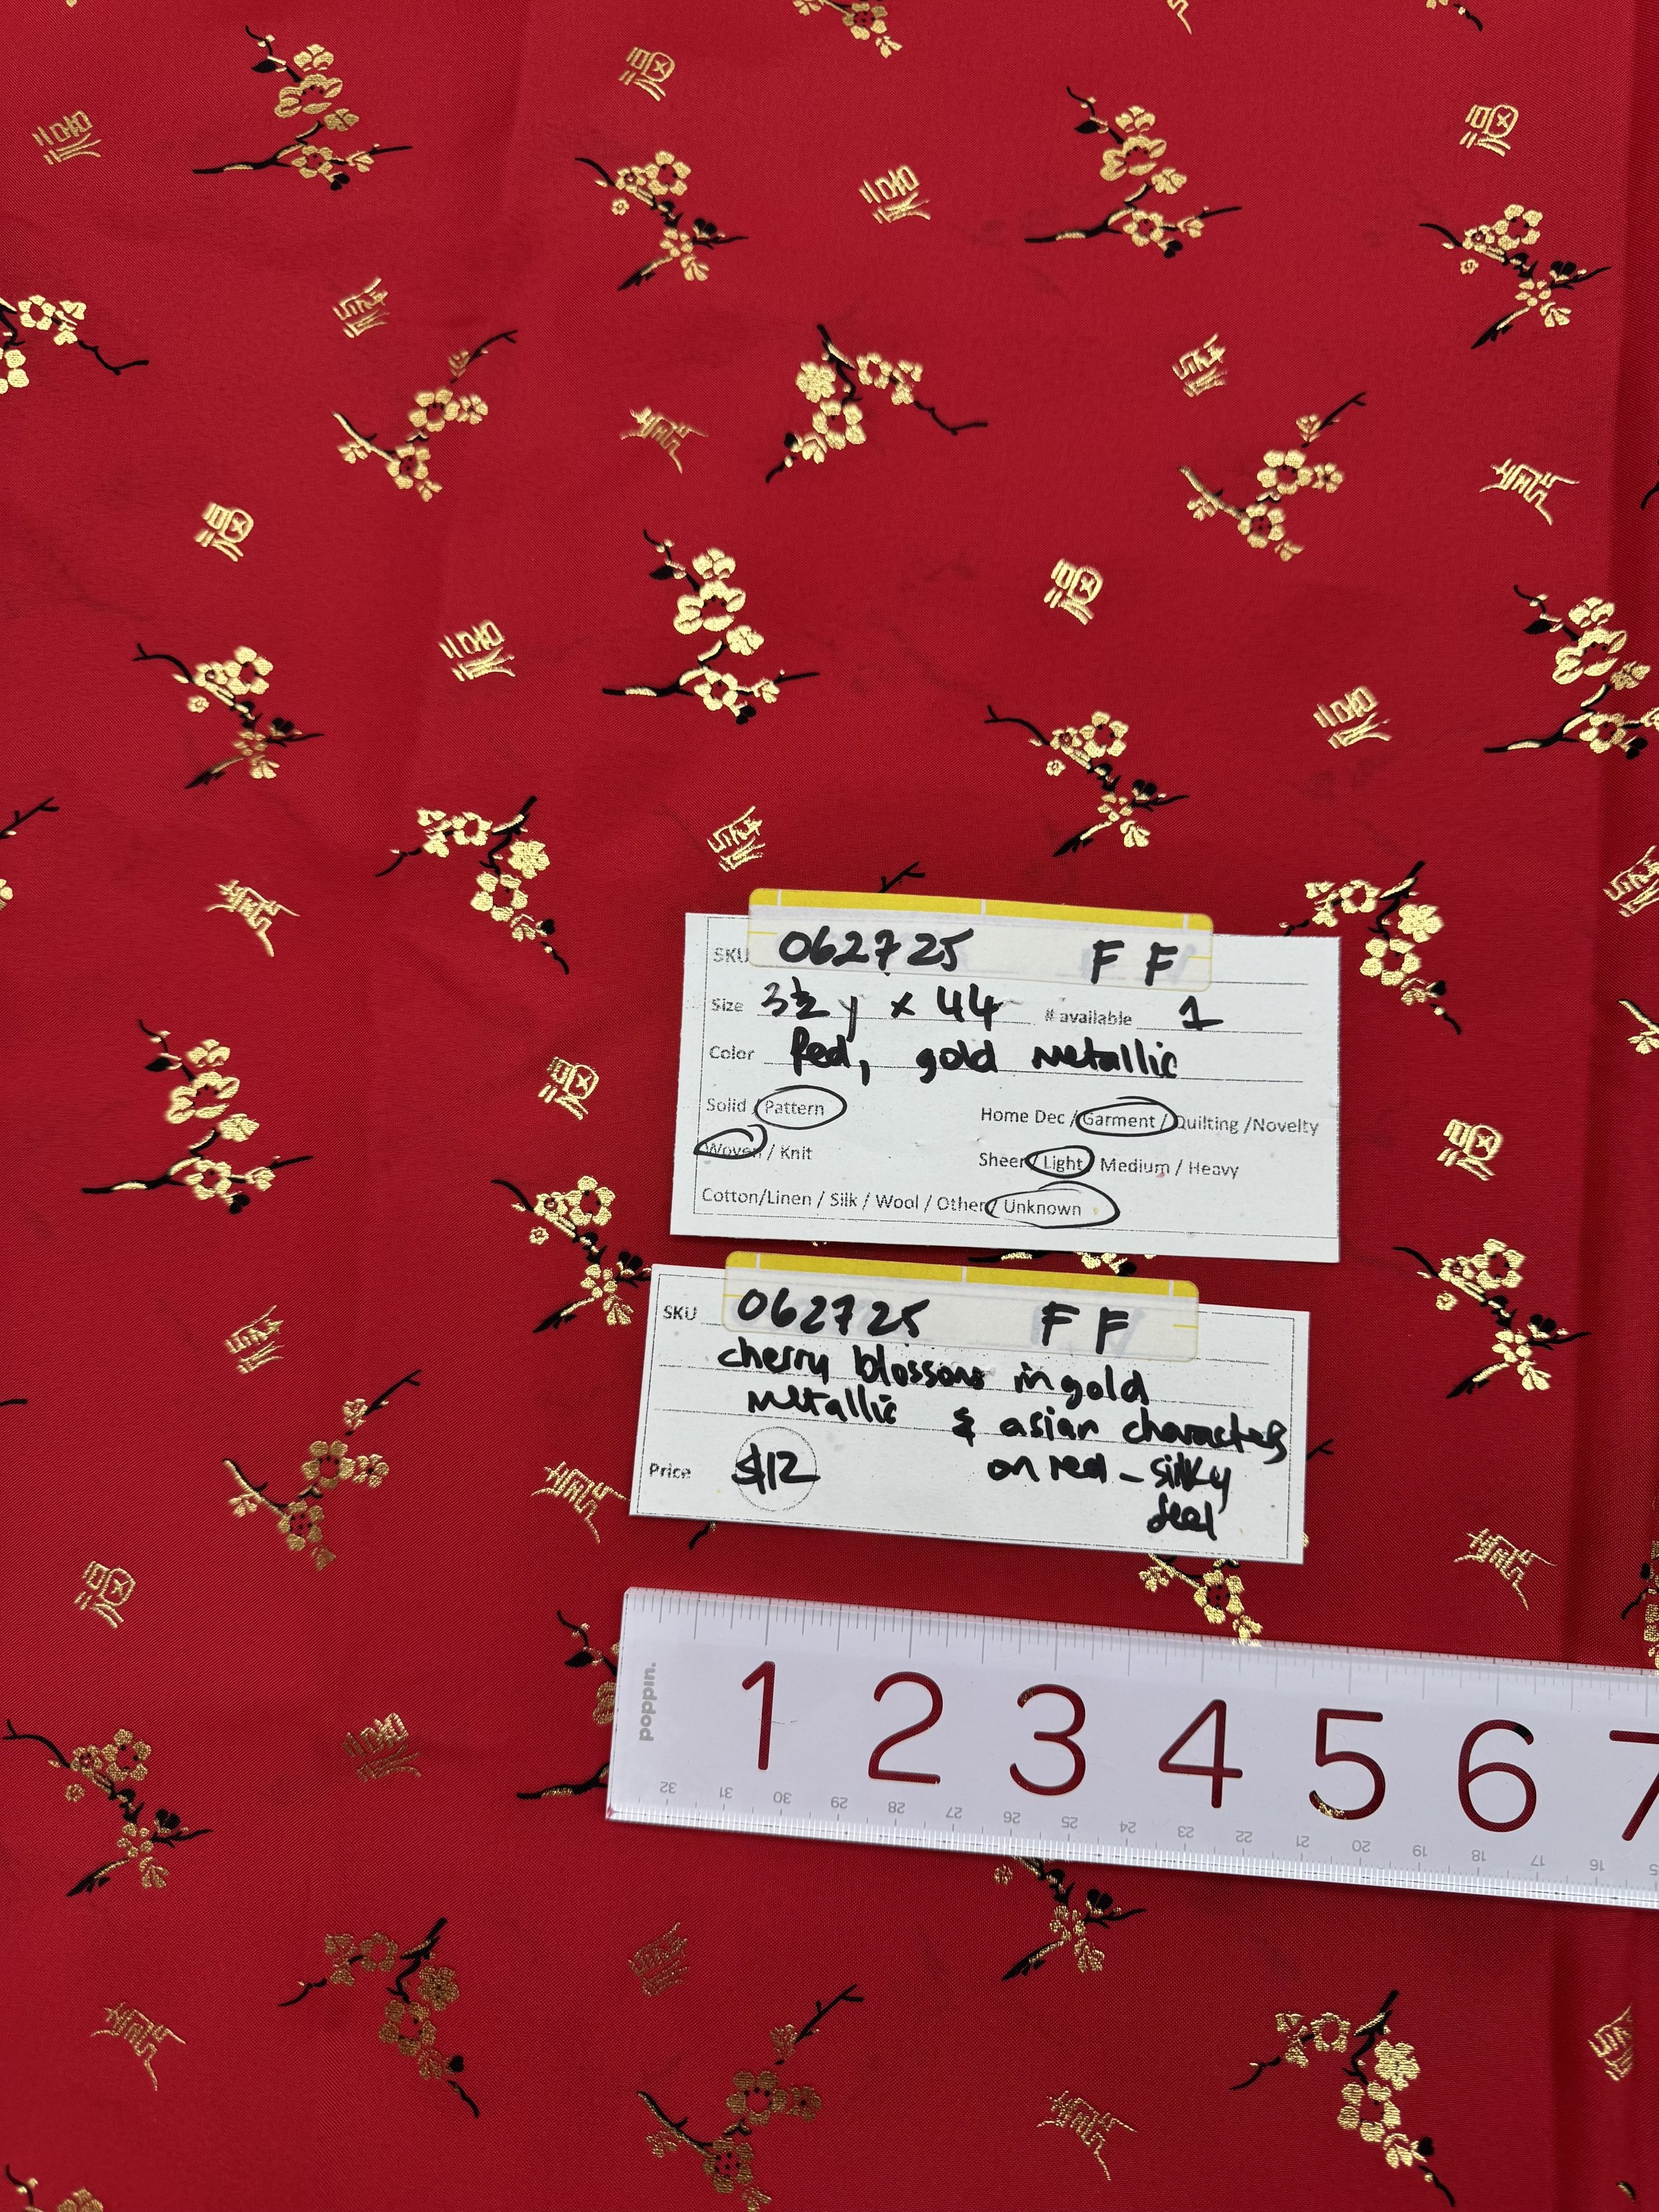 SKU 062725 FF
Size 3½ y x 44 # available 1
Color Red, gold metallic
Solid / Pattern Home Dec / Garment / Quilting /Novelty
Woven / Knit Sheer / Light / Medium / Heavy
Cotton/Linen / Silk / Wool / Other / Unknown
SKU 062725 FF
cherry blossoms in gold
metallic & asian characters
Price $12 on red - silky
feel
poppin.
1 2 3 4 5 6 7
32 31 30 29 28 27 26 25 24 23 22 21 20 19 18 17 16 15